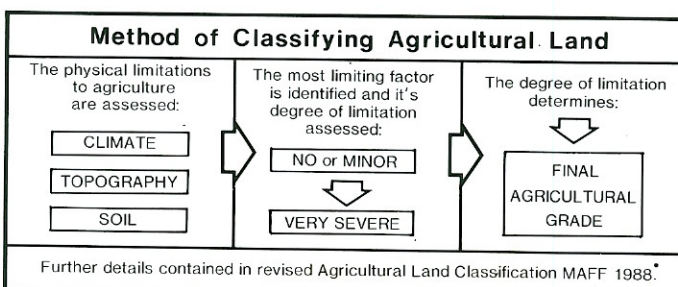 Method of Classifying Agricultural Land
The physical limitations
to agriculture
are assessed:
CLIMATE
TOPOGRAPHY
SOIL
The most limiting factor
is identified and it's
degree of limitation
assessed:
NO or MINOR
VERY SEVERE
The degree of limitation
determines:
FINAL
AGRICULTURAL
GRADE
Further details contained in revised Agricultural Land Classification MAFF 1988.